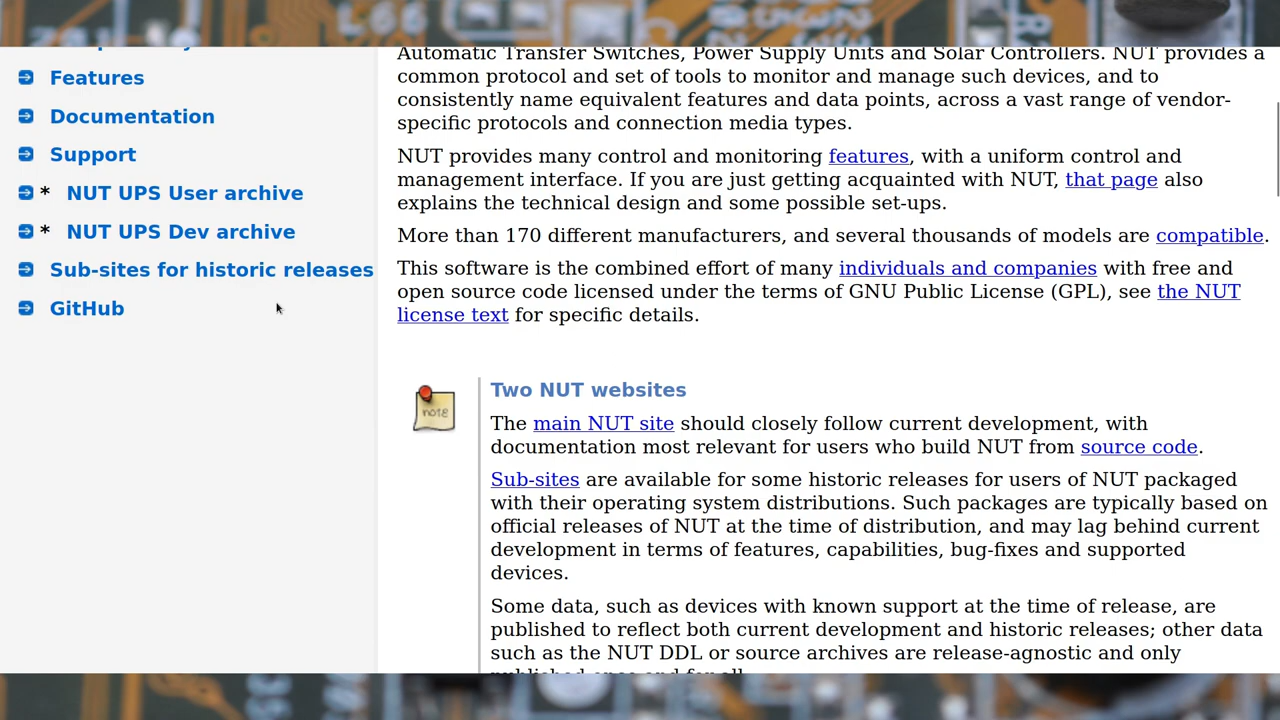 Features
Documentation
Support
* NUT UPS User archive
* NUT UPS Dev archive
Sub-sites for historic releases
GitHub
Automatic Transfer Switches, Power Supply Units and Solar Controllers. NUT provides a
common protocol and set of tools to monitor and manage such devices, and to
consistently name equivalent features and data points, across a vast range of vendor-
specific protocols and connection media types.
NUT provides many control and monitoring features, with a uniform control and
management interface. If you are just getting acquainted with NUT, that page also
explains the technical design and some possible set-ups.
More than 170 different manufacturers, and several thousands of models are compatible.
This software is the combined effort of many individuals and companies with free and
open source code licensed under the terms of GNU Public License (GPL), see the NUT
license text for specific details.
note
Two NUT websites
The main NUT site should closely follow current development, with
documentation most relevant for users who build NUT from source code.
Sub-sites are available for some historic releases for users of NUT packaged
with their operating system distributions. Such packages are typically based on
official releases of NUT at the time of distribution, and may lag behind current
development in terms of features, capabilities, bug-fixes and supported
devices.
Some data, such as devices with known support at the time of release, are
published to reflect both current development and historic releases; other data
such as the NUT DDL or source archives are release-agnostic and only
published once and for all.
L66